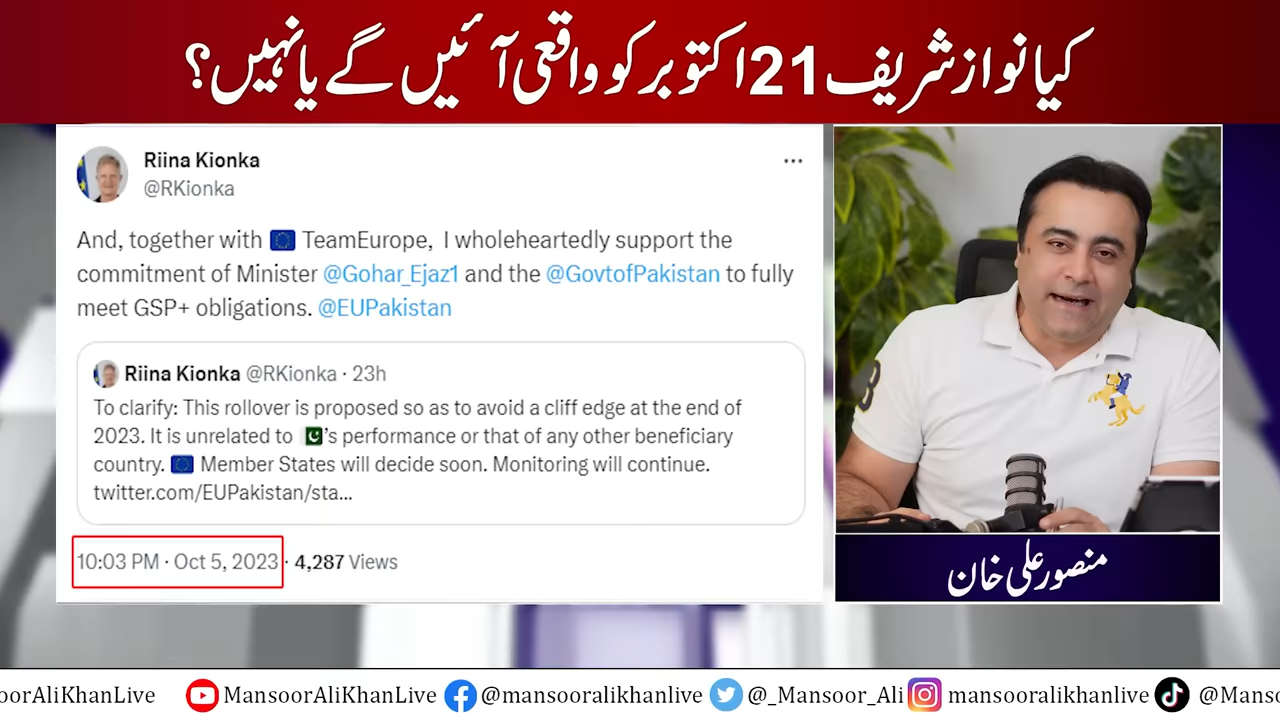 کیا نواز شریف 21 اکتوبر کو واقعی آئیں گے یا نہیں؟
Riina Kionka
@RKionka
And, together with 🇪🇺 TeamEurope, I wholeheartedly support the
commitment of Minister @Gohar_Ejaz1 and the @GovtofPakistan to fully
meet GSP+ obligations. @EUPakistan
Riina Kionka @RKionka · 23h
To clarify: This rollover is proposed so as to avoid a cliff edge at the end of
2023. It is unrelated to 🇵🇰's performance or that of any other beneficiary
country. 🇪🇺 Member States will decide soon. Monitoring will continue.
twitter.com/EUPakistan/sta...
10:03 PM · Oct 5, 2023 · 4,287 Views
3
منصور علی خان
oorAliKhanLive MansoorAliKhanLive @mansooralikhanlive @_Mansoor_Ali mansooralikhanlive @Manso